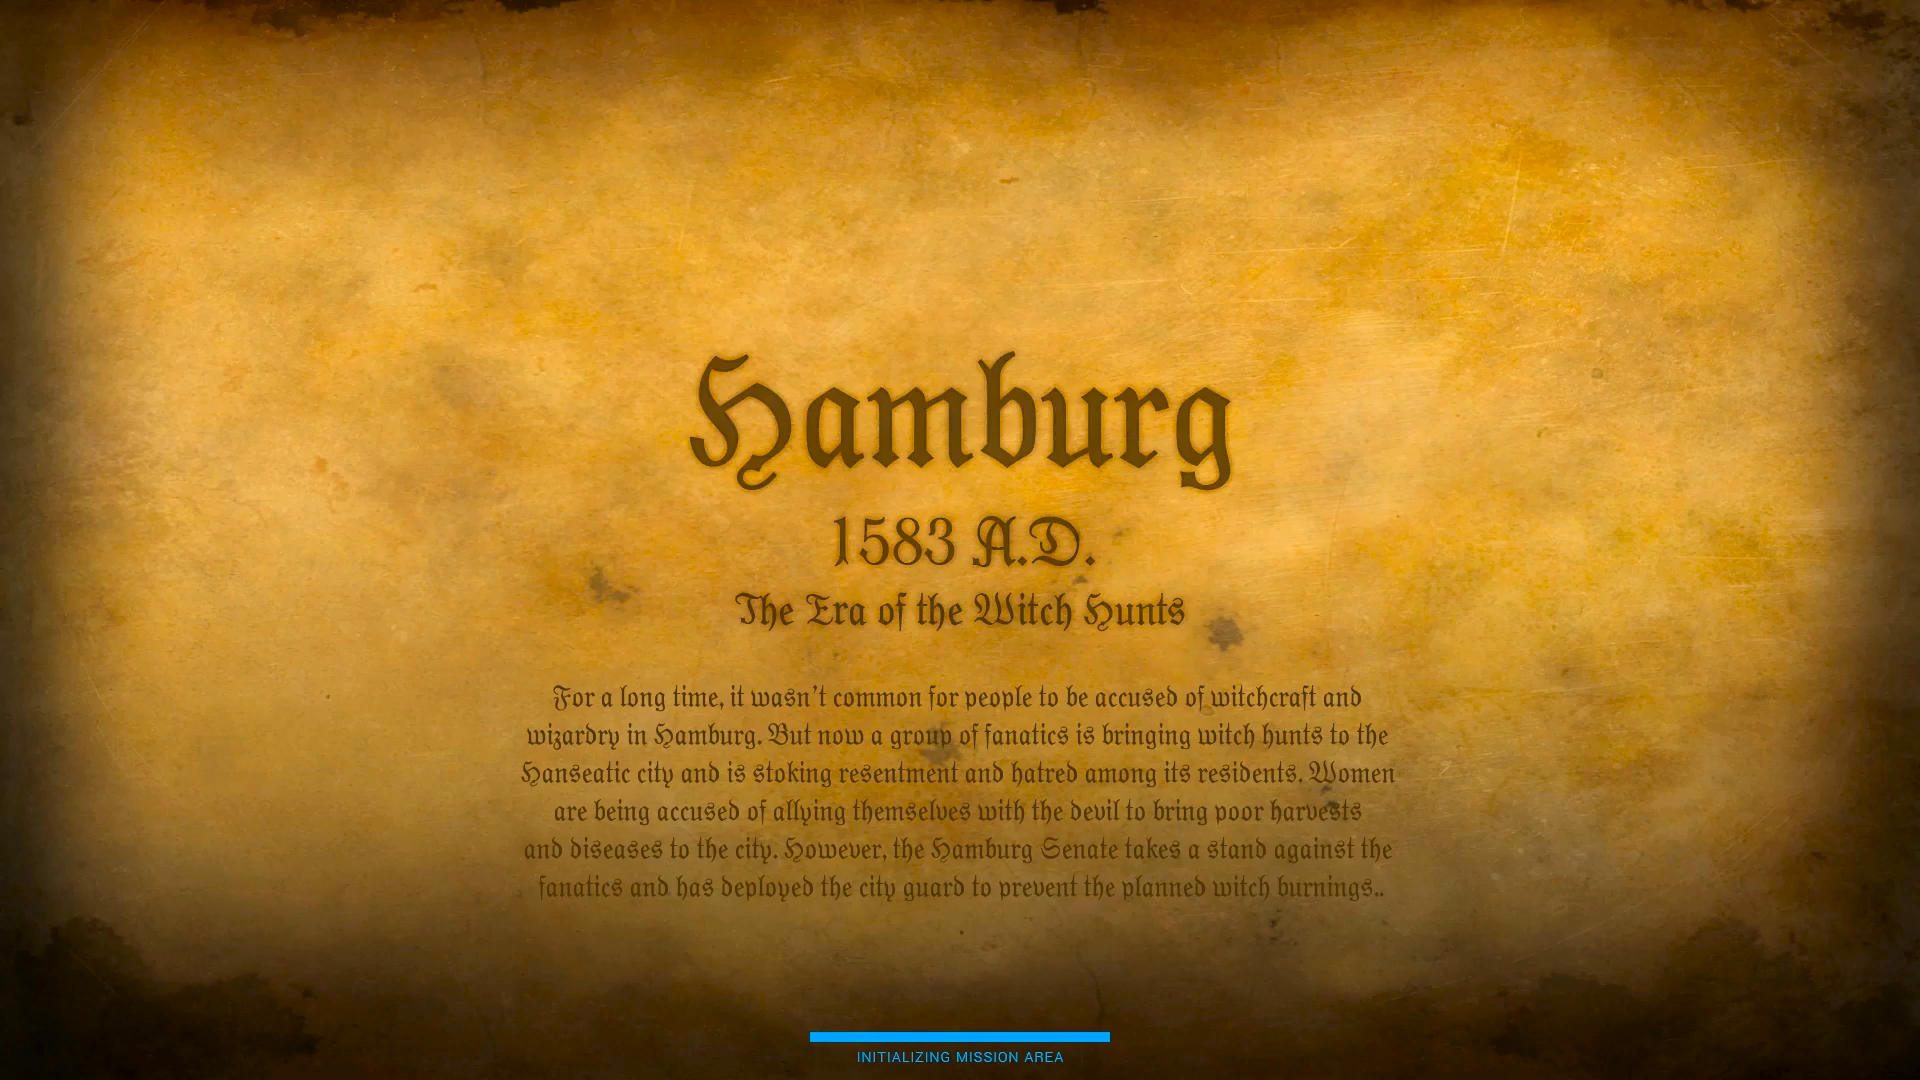 Hamburg
1583 A.D.
The Era of the Witch Hunts
For a long time, it wasn't common for people to be accused of witchcraft and
wizardry in Hamburg. But now a group of fanatics is bringing witch hunts to the
Hanseatic city and is stoking resentment and hatred among its residents. Women
are being accused of allying themselves with the devil to bring poor harvests
and diseases to the city. However, the Hamburg Senate takes a stand against the
fanatics and has deployed the city guard to prevent the planned witch burnings..
INITIALIZING MISSION AREA